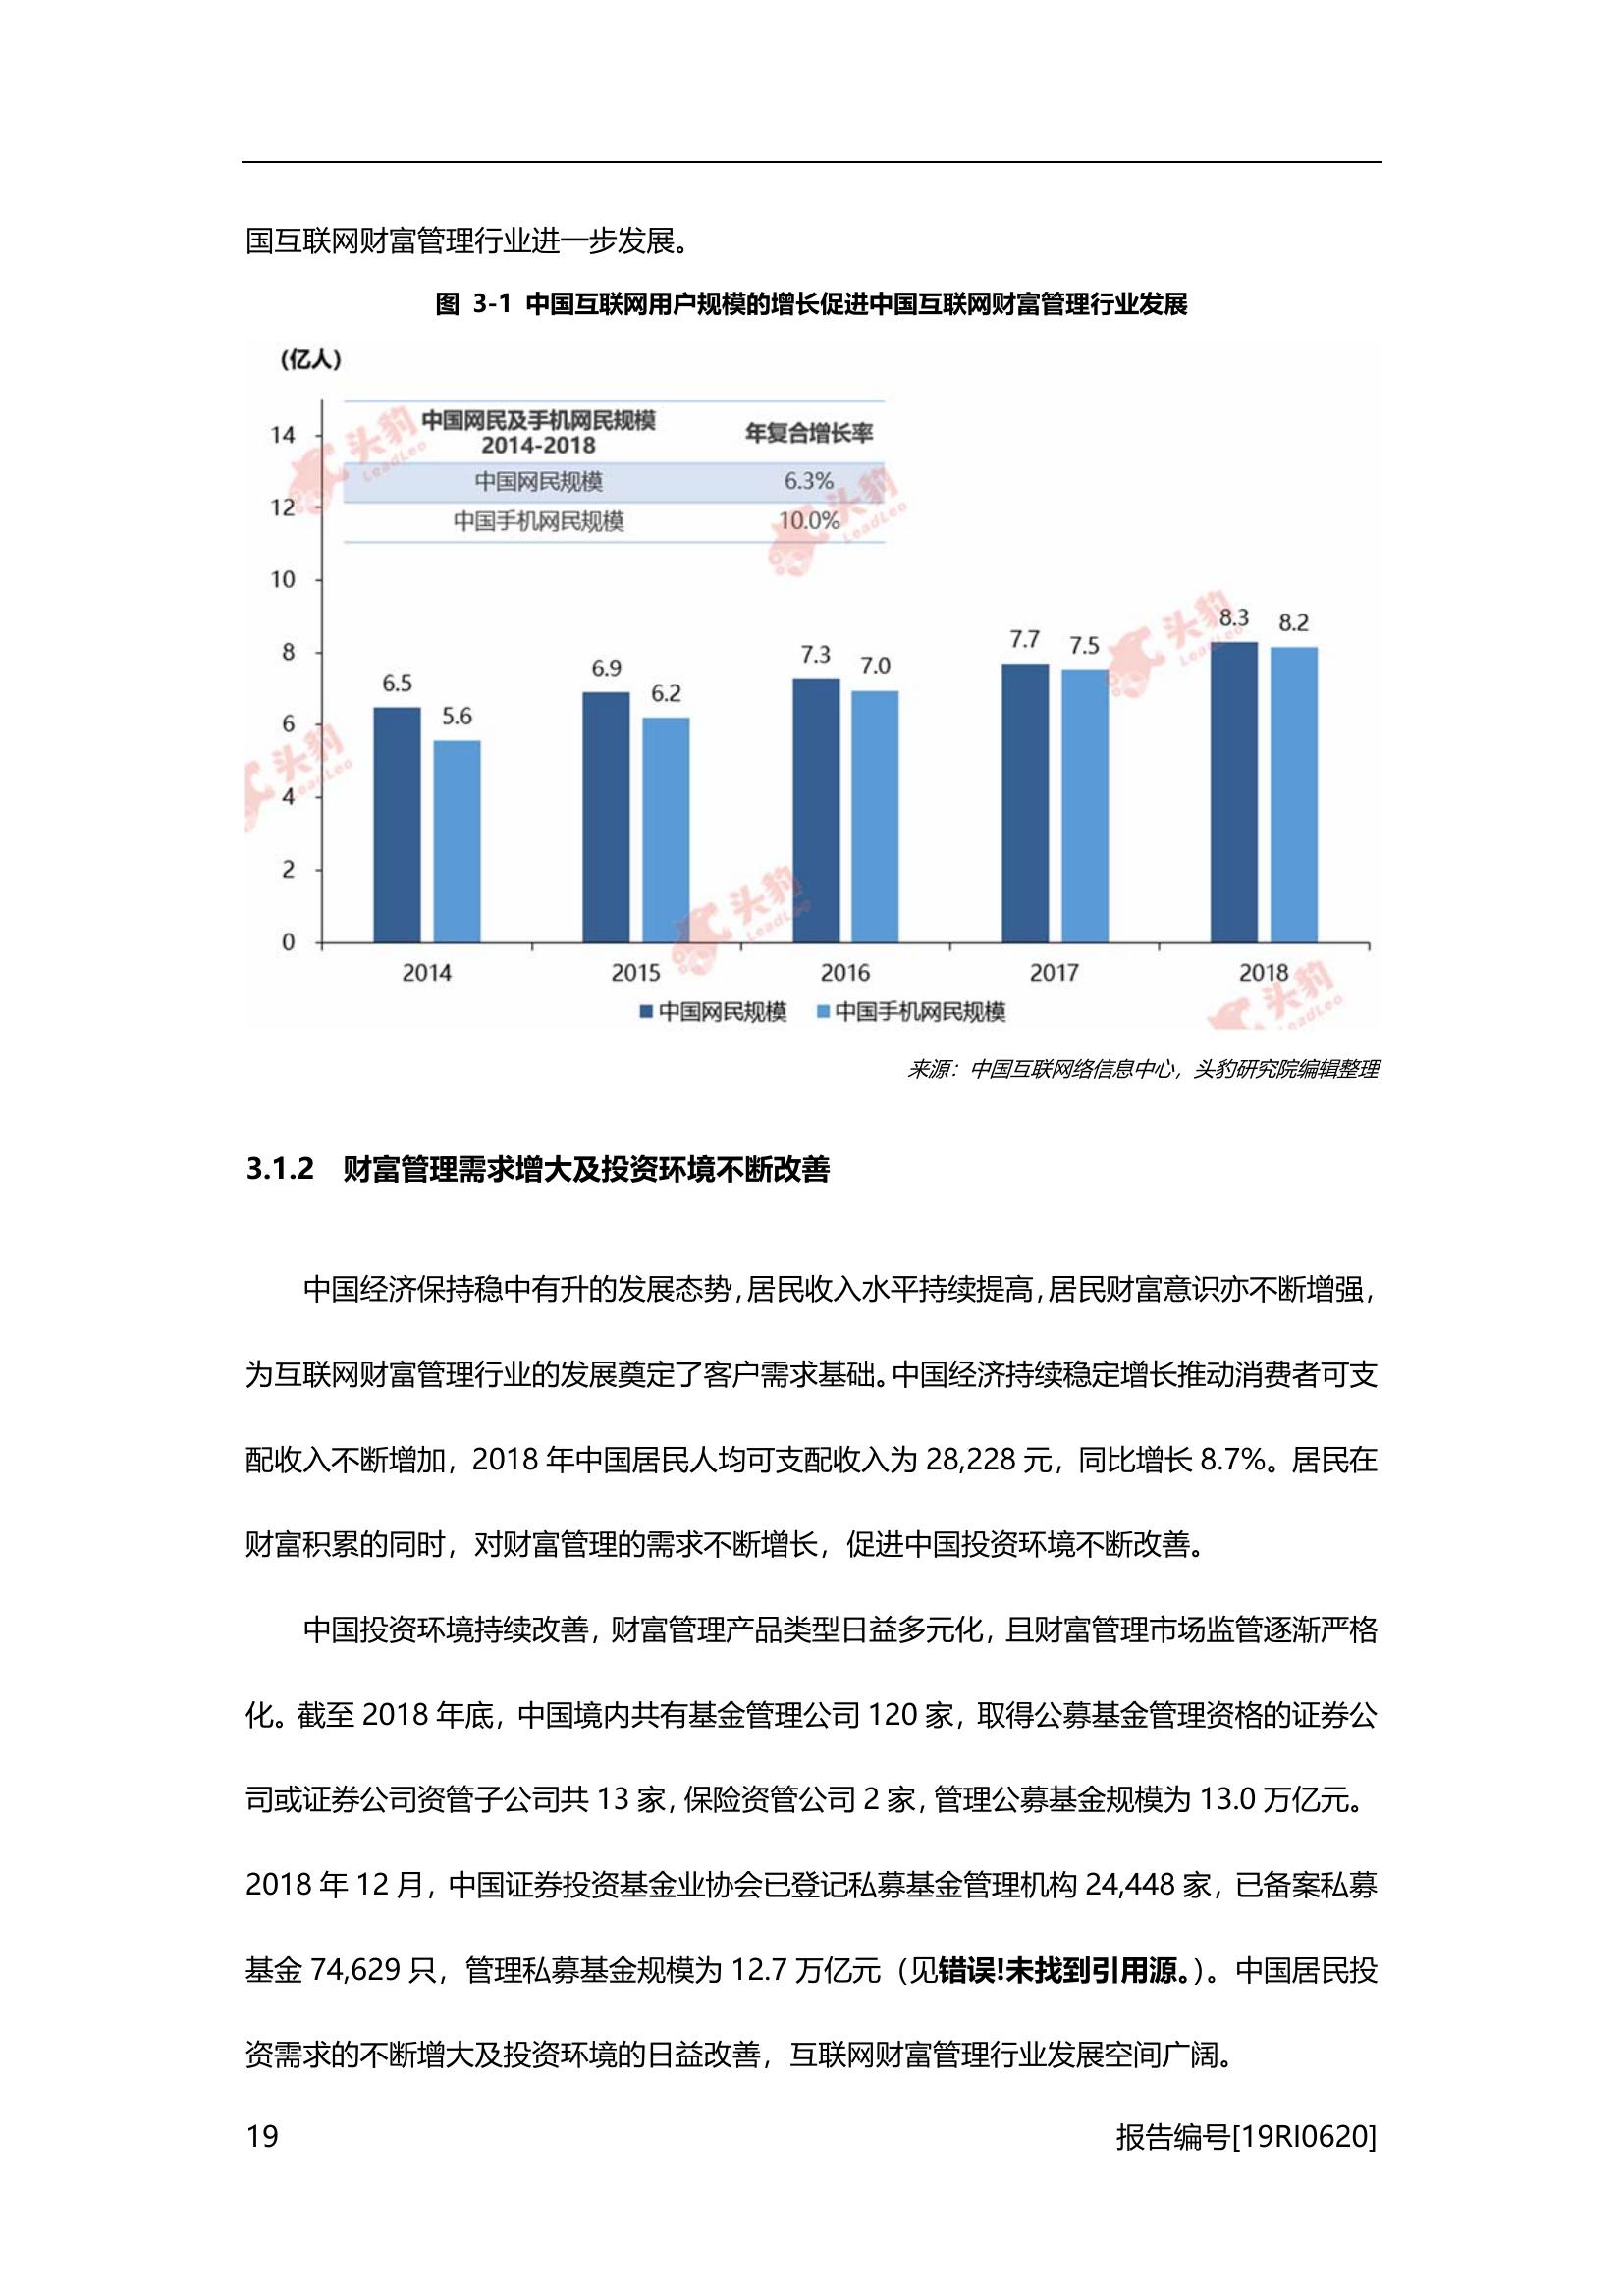 国互联网财富管理行业进一步发展。
图 3-1 中国互联网用户规模的增长促进中国互联网财富管理行业发展
(亿人)
中国网民及手机网民规模 2014-2018 年复合增长率
中国网民规模 6.3%
中国手机网民规模 10.0%
14
12
10
8
6
4
2
0
6.5 5.6 6.9 6.2 7.3 7.0 7.7 7.5 8.3 8.2
2014 2015 2016 2017 2018
中国网民规模 中国手机网民规模
头豹 LeadLeo
头豹 LeadLeo
头豹 LeadLeo
头豹 LeadLeo
头豹 LeadLeo
头豹 LeadLeo
来源：中国互联网络信息中心，头豹研究院编辑整理
3.1.2 财富管理需求增大及投资环境不断改善
中国经济保持稳中有升的发展态势，居民收入水平持续提高，居民财富意识亦不断增强，
为互联网财富管理行业的发展奠定了客户需求基础。中国经济持续稳定增长推动消费者可支
配收入不断增加，2018 年中国居民人均可支配收入为 28,228 元，同比增长 8.7%。居民在
财富积累的同时，对财富管理的需求不断增长，促进中国投资环境不断改善。
中国投资环境持续改善，财富管理产品类型日益多元化，且财富管理市场监管逐渐严格
化。截至 2018 年底，中国境内共有基金管理公司 120 家，取得公募基金管理资格的证券公
司或证券公司资管子公司共 13 家，保险资管公司 2 家，管理公募基金规模为 13.0 万亿元。
2018 年 12 月，中国证券投资基金业协会已登记私募基金管理机构 24,448 家，已备案私募
基金 74,629 只，管理私募基金规模为 12.7 万亿元（见错误!未找到引用源。）。中国居民投
资需求的不断增大及投资环境的日益改善，互联网财富管理行业发展空间广阔。
19 报告编号[19RI0620]